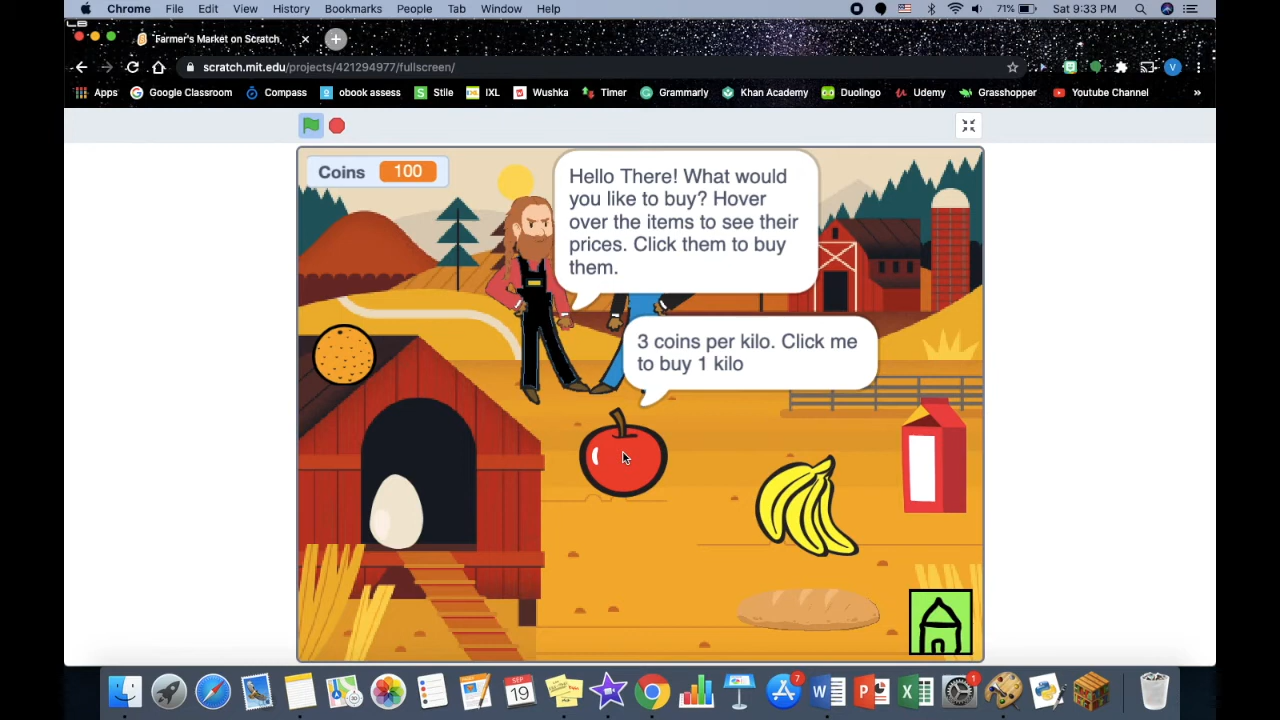 Chrome File Edit View History Bookmarks People Tab Window Help 71% Sat 9:33 PM
Farmer's Market on Scratch
scratch.mit.edu/projects/421294977/fullscreen/
V
Apps Google Classroom Compass obook assess Stile IXL Wushka Timer Grammarly Khan Academy Duolingo Udemy Grasshopper Youtube Channel »
Coins 100
Hello There! What would
you like to buy? Hover
over the items to see their
prices. Click them to buy
them.
3 coins per kilo. Click me
to buy 1 kilo
SEP
19
7
W
P
X
1